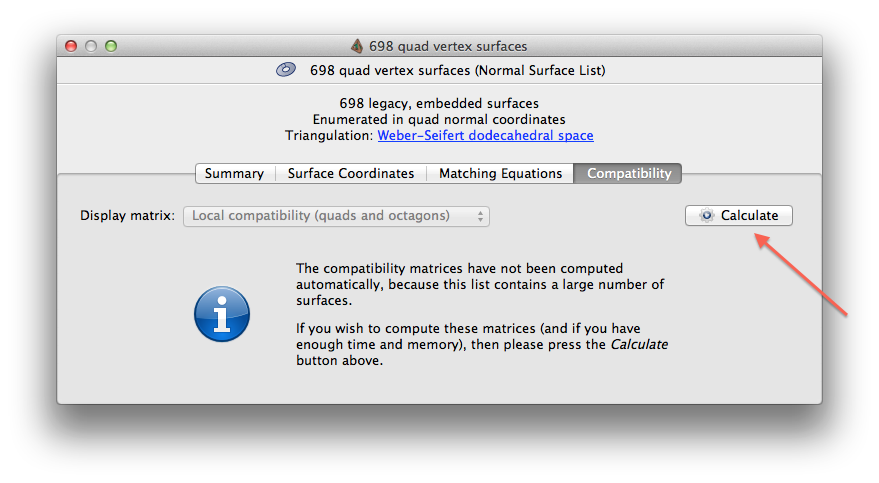 698 quad vertex surfaces
698 quad vertex surfaces (Normal Surface List)
698 legacy, embedded surfaces
Enumerated in quad normal coordinates
Triangulation: Weber-Seifert dodecahedral space
Summary Surface Coordinates Matching Equations Compatibility
Display matrix: Local compatibility (quads and octagons) Calculate
The compatibility matrices have not been computed
automatically, because this list contains a large number of
surfaces.
If you wish to compute these matrices (and if you have
enough time and memory), then please press the Calculate
button above.